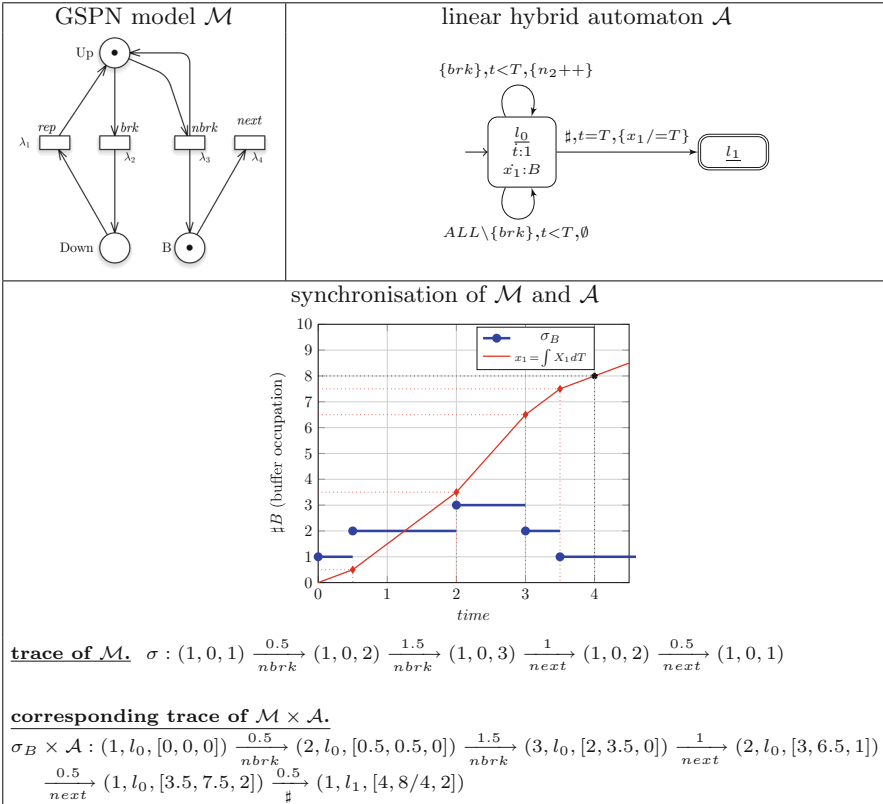 GSPN model ℳ
linear hybrid automaton 𝒜
Up
rep
brk
nbrk
next
λ₁
λ₂
λ₃
λ₄
Down
B
{brk},t<T,{n₂++}
l₀
ṫ:1
ẋ₁:B
♯,t=T,{x₁/=T}
l₁
ALL\{brk},t<T,∅
synchronisation of ℳ and 𝒜
10
9
8
7
6
5
4
3
2
1
0
♯B (buffer occupation)
σ_B
x₁=∫ X₁dT
0 1 2 3 4
time
trace of ℳ. σ : (1, 0, 1) —0.5/nbrk→ (1, 0, 2) —1.5/nbrk→ (1, 0, 3) —1/next→ (1, 0, 2) —0.5/next→ (1, 0, 1)
corresponding trace of ℳ × 𝒜.
σ_B × 𝒜 : (1, l₀, [0, 0, 0]) —0.5/nbrk→ (2, l₀, [0.5, 0.5, 0]) —1.5/nbrk→ (3, l₀, [2, 3.5, 0]) —1/next→ (2, l₀, [3, 6.5, 1])
—0.5/next→ (1, l₀, [3.5, 7.5, 2]) —0.5/♯→ (1, l₁, [4, 8/4, 2])